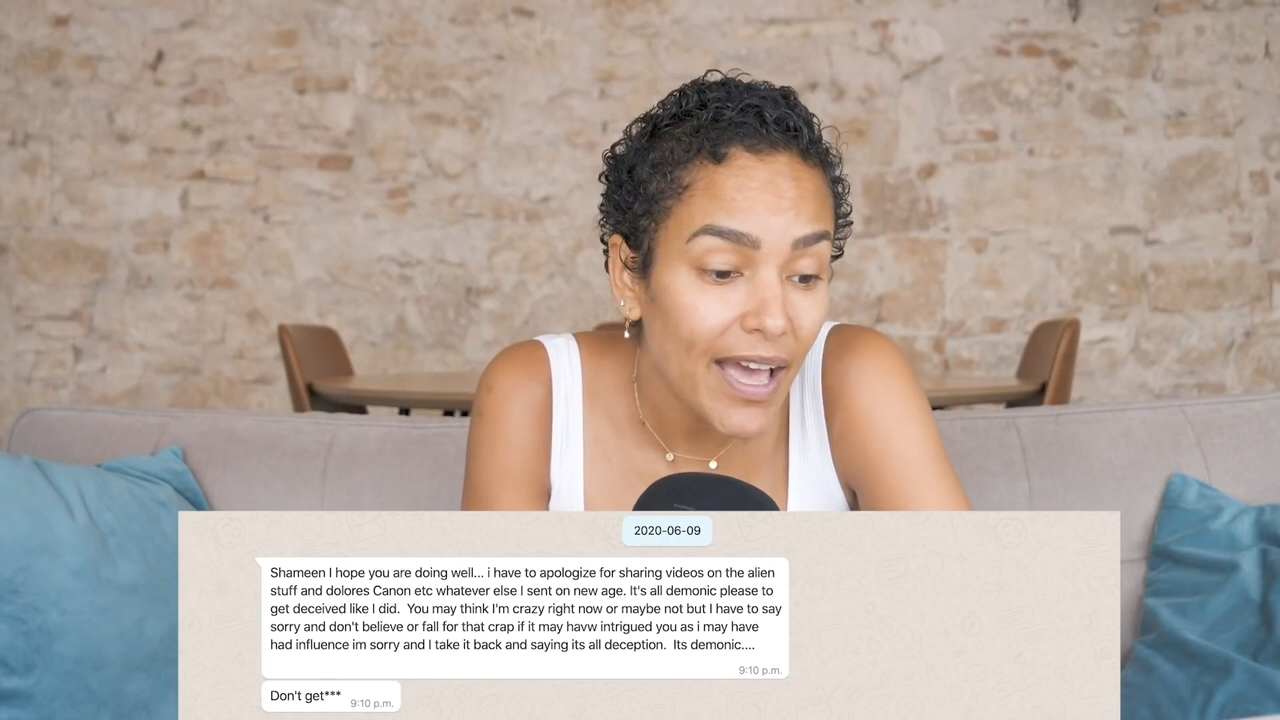 2020-06-09
Shameen I hope you are doing well... i have to apologize for sharing videos on the alien
stuff and dolores Canon etc whatever else I sent on new age. It's all demonic please to
get deceived like I did.  You may think I'm crazy right now or maybe not but I have to say
sorry and don't believe or fall for that crap if it may havw intrigued you as i may have
had influence im sorry and I take it back and saying its all deception.  Its demonic....
9:10 p.m.
Don't get*** 9:10 p.m.